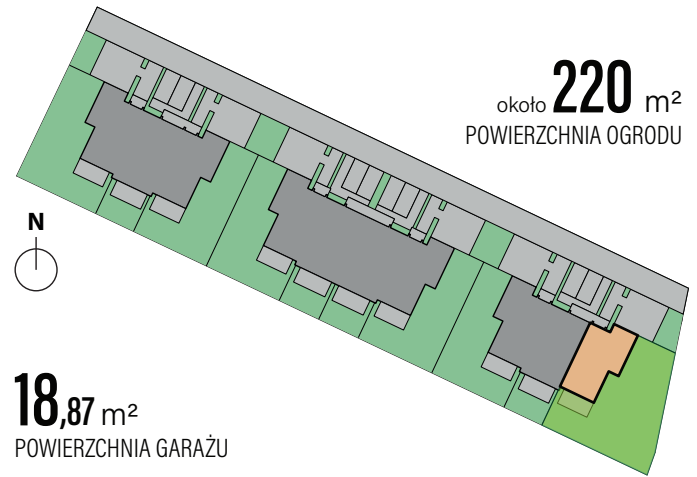 około 220 m²
POWIERZCHNIA OGRODU
N
18,87 m²
POWIERZCHNIA GARAŻU